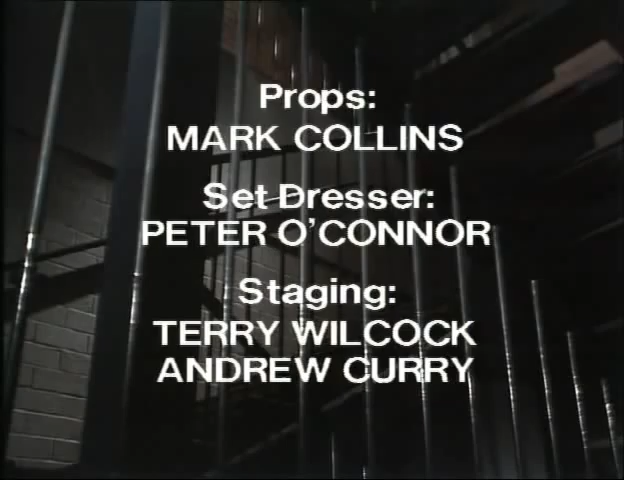 Props:
MARK COLLINS
Set Dresser:
PETER O'CONNOR
Staging:
TERRY WILCOCK
ANDREW CURRY